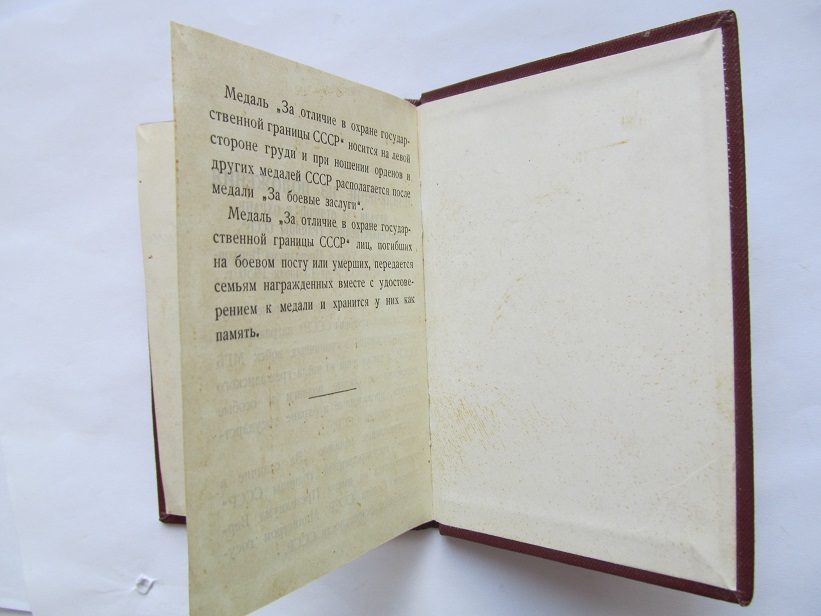 Медаль „За отличие в охране государ-
ственной границы СССР“ носится на левой
стороне груди и при ношении орденов и
других медалей СССР располагается после
медали „За боевые заслуги“.
Медаль „За отличие в охране государ-
ственной границы СССР“ лиц, погибших
на боевом посту или умерших, передается
семьям награжденных вместе с удостове-
рением к медали и хранится у них как
память.